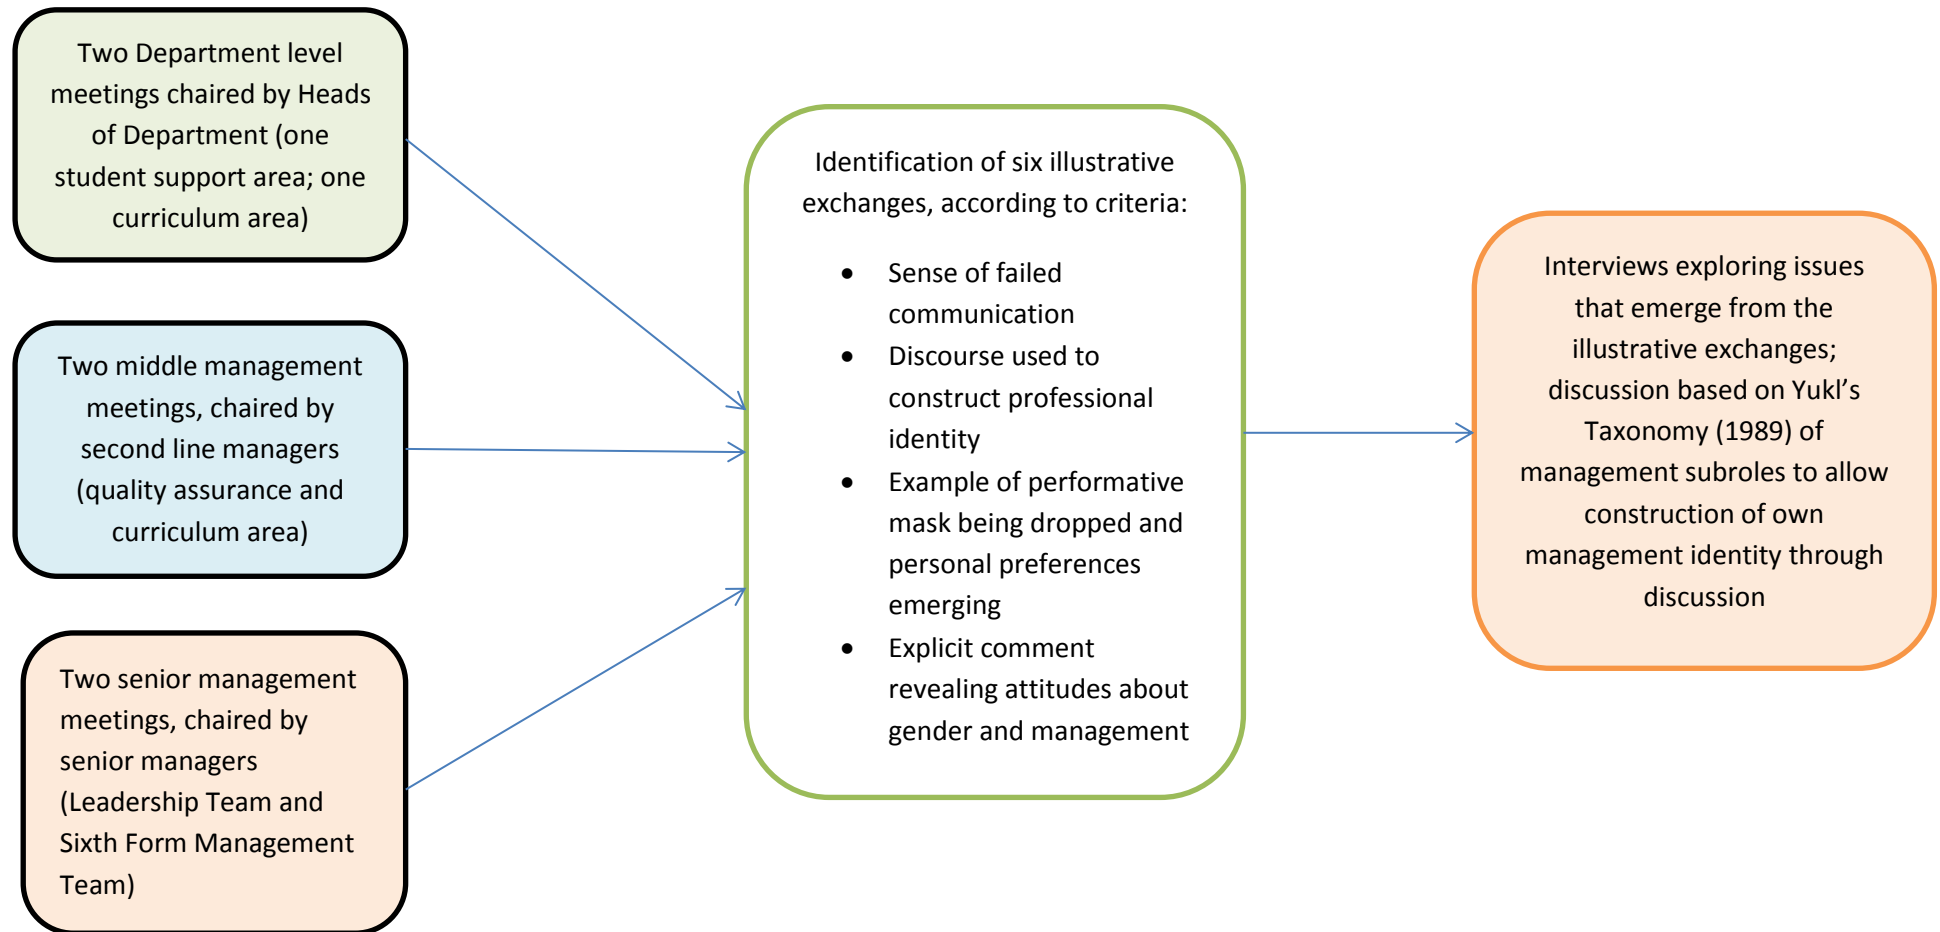 Two Department level
meetings chaired by Heads
of Department (one
student support area; one
curriculum area)
Two middle management
meetings, chaired by
second line managers
(quality assurance and
curriculum area)
Two senior management
meetings, chaired by
senior managers
(Leadership Team and
Sixth Form Management
Team)
Identification of six illustrative
exchanges, according to criteria:
• Sense of failed
communication
• Discourse used to
construct professional
identity
• Example of performative
mask being dropped and
personal preferences
emerging
• Explicit comment
revealing attitudes about
gender and management
Interviews exploring issues
that emerge from the
illustrative exchanges;
discussion based on Yukl’s
Taxonomy (1989) of
management subroles to allow
construction of own
management identity through
discussion